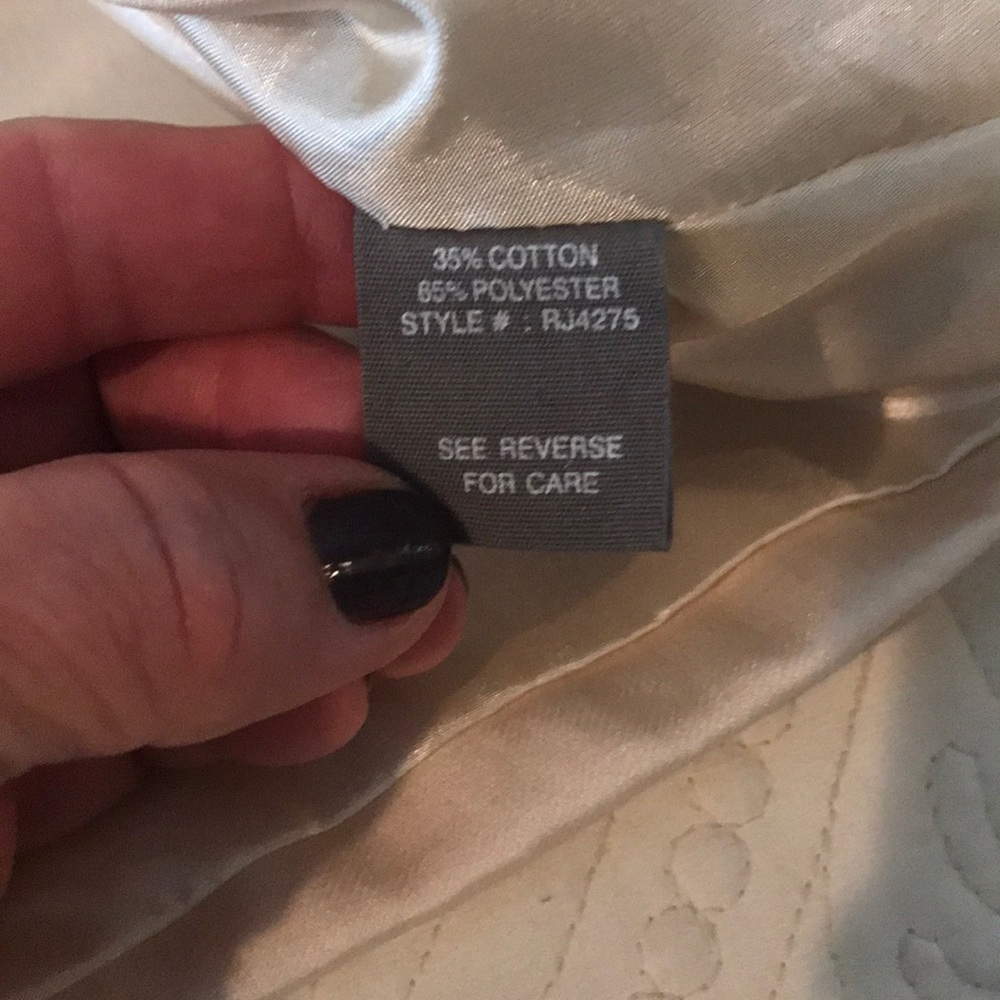 35% COTTON
65% POLYESTER
STYLE # : RJ4275
SEE REVERSE
FOR CARE